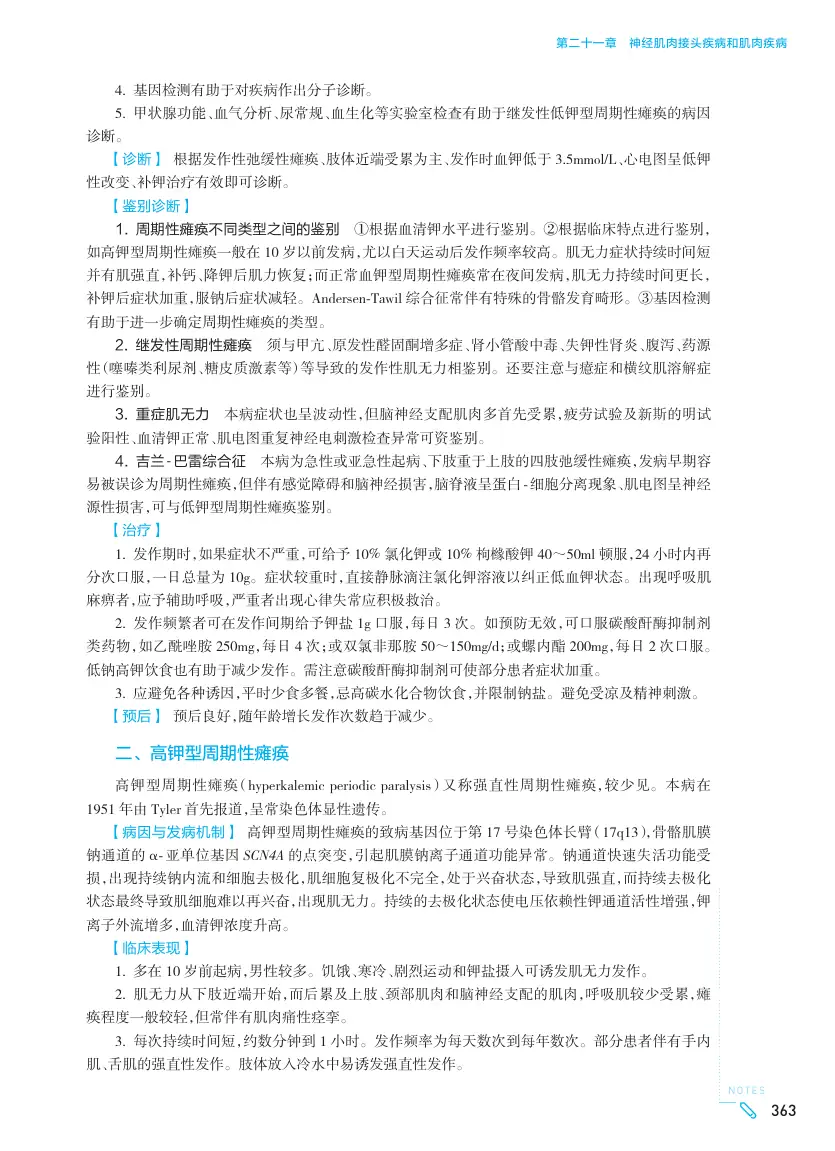 第二十一章 神经肌肉接头疾病和肌肉疾病
4. 基因检测有助于对疾病作出分子诊断。
5. 甲状腺功能、血气分析、尿常规、血生化等实验室检查有助于继发性低钾型周期性瘫痪的病因
诊断。
【诊断】 根据发作性弛缓性瘫痪、肢体近端受累为主、发作时血钾低于 3.5mmol/L、心电图呈低钾
性改变、补钾治疗有效即可诊断。
【鉴别诊断】
1. 周期性瘫痪不同类型之间的鉴别 ①根据血清钾水平进行鉴别。②根据临床特点进行鉴别，
如高钾型周期性瘫痪一般在 10 岁以前发病，尤以白天运动后发作频率较高。肌无力症状持续时间短
并有肌强直，补钙、降钾后肌力恢复；而正常血钾型周期性瘫痪常在夜间发病，肌无力持续时间更长，
补钾后症状加重，服钠后症状减轻。Andersen-Tawil 综合征常伴有特殊的骨骼发育畸形。③基因检测
有助于进一步确定周期性瘫痪的类型。
2. 继发性周期性瘫痪 须与甲亢、原发性醛固酮增多症、肾小管酸中毒、失钾性肾炎、腹泻、药源
性（噻嗪类利尿剂、糖皮质激素等）等导致的发作性肌无力相鉴别。还要注意与癔症和横纹肌溶解症
进行鉴别。
3. 重症肌无力 本病症状也呈波动性，但脑神经支配肌肉多首先受累，疲劳试验及新斯的明试
验阳性、血清钾正常、肌电图重复神经电刺激检查异常可资鉴别。
4. 吉兰-巴雷综合征 本病为急性或亚急性起病、下肢重于上肢的四肢弛缓性瘫痪，发病早期容
易被误诊为周期性瘫痪，但伴有感觉障碍和脑神经损害，脑脊液呈蛋白-细胞分离现象、肌电图呈神经
源性损害，可与低钾型周期性瘫痪鉴别。
【治疗】
1. 发作期时，如果症状不严重，可给予 10% 氯化钾或 10% 枸橼酸钾 40～50ml 顿服，24 小时内再
分次口服，一日总量为 10g。症状较重时，直接静脉滴注氯化钾溶液以纠正低血钾状态。出现呼吸肌
麻痹者，应予辅助呼吸，严重者出现心律失常应积极救治。
2. 发作频繁者可在发作间期给予钾盐 1g 口服，每日 3 次。如预防无效，可口服碳酸酐酶抑制剂
类药物，如乙酰唑胺 250mg，每日 4 次；或双氯非那胺 50～150mg/d；或螺内酯 200mg，每日 2 次口服。
低钠高钾饮食也有助于减少发作。需注意碳酸酐酶抑制剂可使部分患者症状加重。
3. 应避免各种诱因，平时少食多餐，忌高碳水化合物饮食，并限制钠盐。避免受凉及精神刺激。
【预后】 预后良好，随年龄增长发作次数趋于减少。
二、高钾型周期性瘫痪
高钾型周期性瘫痪（hyperkalemic periodic paralysis）又称强直性周期性瘫痪，较少见。本病在
1951 年由 Tyler 首先报道，呈常染色体显性遗传。
【病因与发病机制】 高钾型周期性瘫痪的致病基因位于第 17 号染色体长臂（17q13），骨骼肌膜
钠通道的 α-亚单位基因 SCN4A 的点突变，引起肌膜钠离子通道功能异常。钠通道快速失活功能受
损，出现持续钠内流和细胞去极化，肌细胞复极化不完全，处于兴奋状态，导致肌强直，而持续去极化
状态最终导致肌细胞难以再兴奋，出现肌无力。持续的去极化状态使电压依赖性钾通道活性增强，钾
离子外流增多，血清钾浓度升高。
【临床表现】
1. 多在 10 岁前起病，男性较多。饥饿、寒冷、剧烈运动和钾盐摄入可诱发肌无力发作。
2. 肌无力从下肢近端开始，而后累及上肢、颈部肌肉和脑神经支配的肌肉，呼吸肌较少受累，瘫
痪程度一般较轻，但常伴有肌肉痛性痉挛。
3. 每次持续时间短，约数分钟到 1 小时。发作频率为每天数次到每年数次。部分患者伴有手内
肌、舌肌的强直性发作。肢体放入冷水中易诱发强直性发作。
NOTES
363